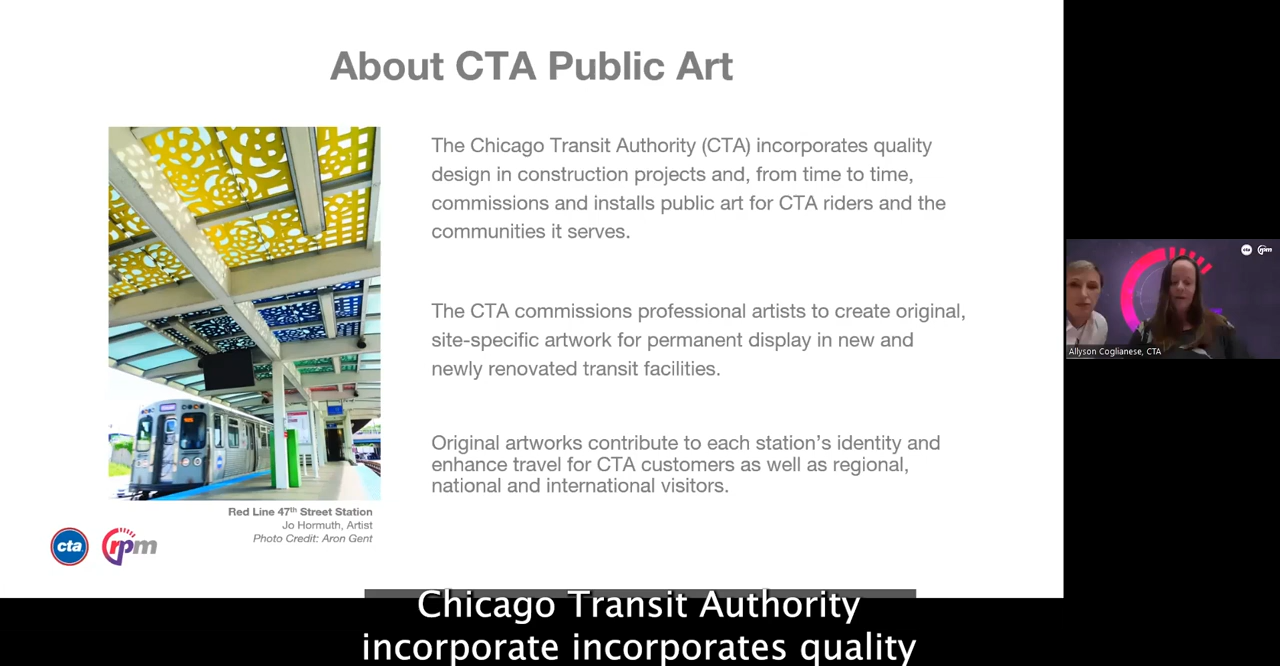 About CTA Public Art
The Chicago Transit Authority (CTA) incorporates quality
design in construction projects and, from time to time,
commissions and installs public art for CTA riders and the
communities it serves.
The CTA commissions professional artists to create original,
site-specific artwork for permanent display in new and
newly renovated transit facilities.
Original artworks contribute to each station’s identity and
enhance travel for CTA customers as well as regional,
national and international visitors.
Red Line 47th Street Station
Jo Hormuth, Artist
Photo Credit: Aron Gent
cta rpm
cta rpm
Allyson Coglianese, CTA
Chicago Transit Authority
incorporate incorporates quality